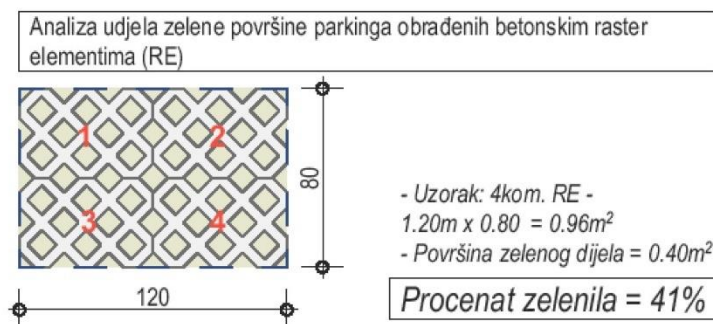 Analiza udjela zelene površine parkinga obrađenih betonskim raster
elementima (RE)
1
2
3
4
80
120
- Uzorak: 4kom. RE -
1.20m x 0.80 = 0.96m²
- Površina zelenog dijela = 0.40m²
Procenat zelenila = 41%